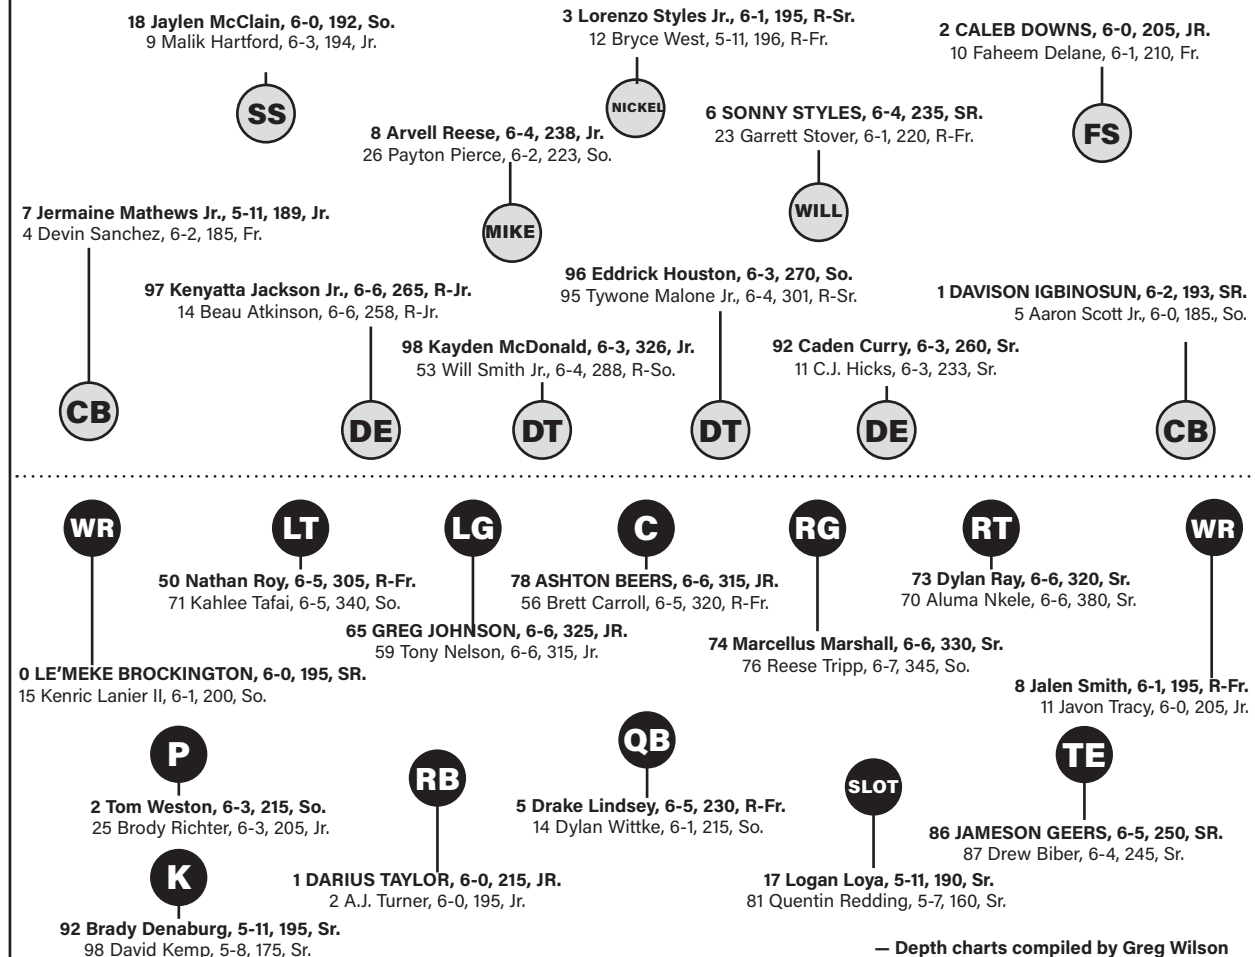 18 Jaylen McClain, 6-0, 192, So.
9 Malik Hartford, 6-3, 194, Jr.
SS
3 Lorenzo Styles Jr., 6-1, 195, R-Sr.
12 Bryce West, 5-11, 196, R-Fr.
NICKEL
2 CALEB DOWNS, 6-0, 205, JR.
10 Faheem Delane, 6-1, 210, Fr.
FS
8 Arvell Reese, 6-4, 238, Jr.
26 Payton Pierce, 6-2, 223, So.
MIKE
6 SONNY STYLES, 6-4, 235, SR.
23 Garrett Stover, 6-1, 220, R-Fr.
WILL
7 Jermaine Mathews Jr., 5-11, 189, Jr.
4 Devin Sanchez, 6-2, 185, Fr.
CB
97 Kenyatta Jackson Jr., 6-6, 265, R-Jr.
14 Beau Atkinson, 6-6, 258, R-Jr.
DE
98 Kayden McDonald, 6-3, 326, Jr.
53 Will Smith Jr., 6-4, 288, R-So.
DT
96 Eddrick Houston, 6-3, 270, So.
95 Tywone Malone Jr., 6-4, 301, R-Sr.
DT
92 Caden Curry, 6-3, 260, Sr.
11 C.J. Hicks, 6-3, 233, Sr.
DE
1 DAVISON IGBINOSUN, 6-2, 193, SR.
5 Aaron Scott Jr., 6-0, 185., So.
CB
WR
0 LE’MEKE BROCKINGTON, 6-0, 195, SR.
15 Kenric Lanier II, 6-1, 200, So.
LT
50 Nathan Roy, 6-5, 305, R-Fr.
71 Kahlee Tafai, 6-5, 340, So.
LG
65 GREG JOHNSON, 6-6, 325, JR.
59 Tony Nelson, 6-6, 315, Jr.
C
78 ASHTON BEERS, 6-6, 315, JR.
56 Brett Carroll, 6-5, 320, R-Fr.
RG
74 Marcellus Marshall, 6-6, 330, Sr.
76 Reese Tripp, 6-7, 345, So.
RT
73 Dylan Ray, 6-6, 320, Sr.
70 Aluma Nkele, 6-6, 380, Sr.
WR
8 Jalen Smith, 6-1, 195, R-Fr.
11 Javon Tracy, 6-0, 205, Jr.
P
2 Tom Weston, 6-3, 215, So.
25 Brody Richter, 6-3, 205, Jr.
K
92 Brady Denaburg, 5-11, 195, Sr.
98 David Kemp, 5-8, 175, Sr.
RB
1 DARIUS TAYLOR, 6-0, 215, JR.
2 A.J. Turner, 6-0, 195, Jr.
QB
5 Drake Lindsey, 6-5, 230, R-Fr.
14 Dylan Wittke, 6-1, 215, So.
SLOT
17 Logan Loya, 5-11, 190, Sr.
81 Quentin Redding, 5-7, 160, Sr.
TE
86 JAMESON GEERS, 6-5, 250, SR.
87 Drew Biber, 6-4, 245, Sr.
— Depth charts compiled by Greg Wilson